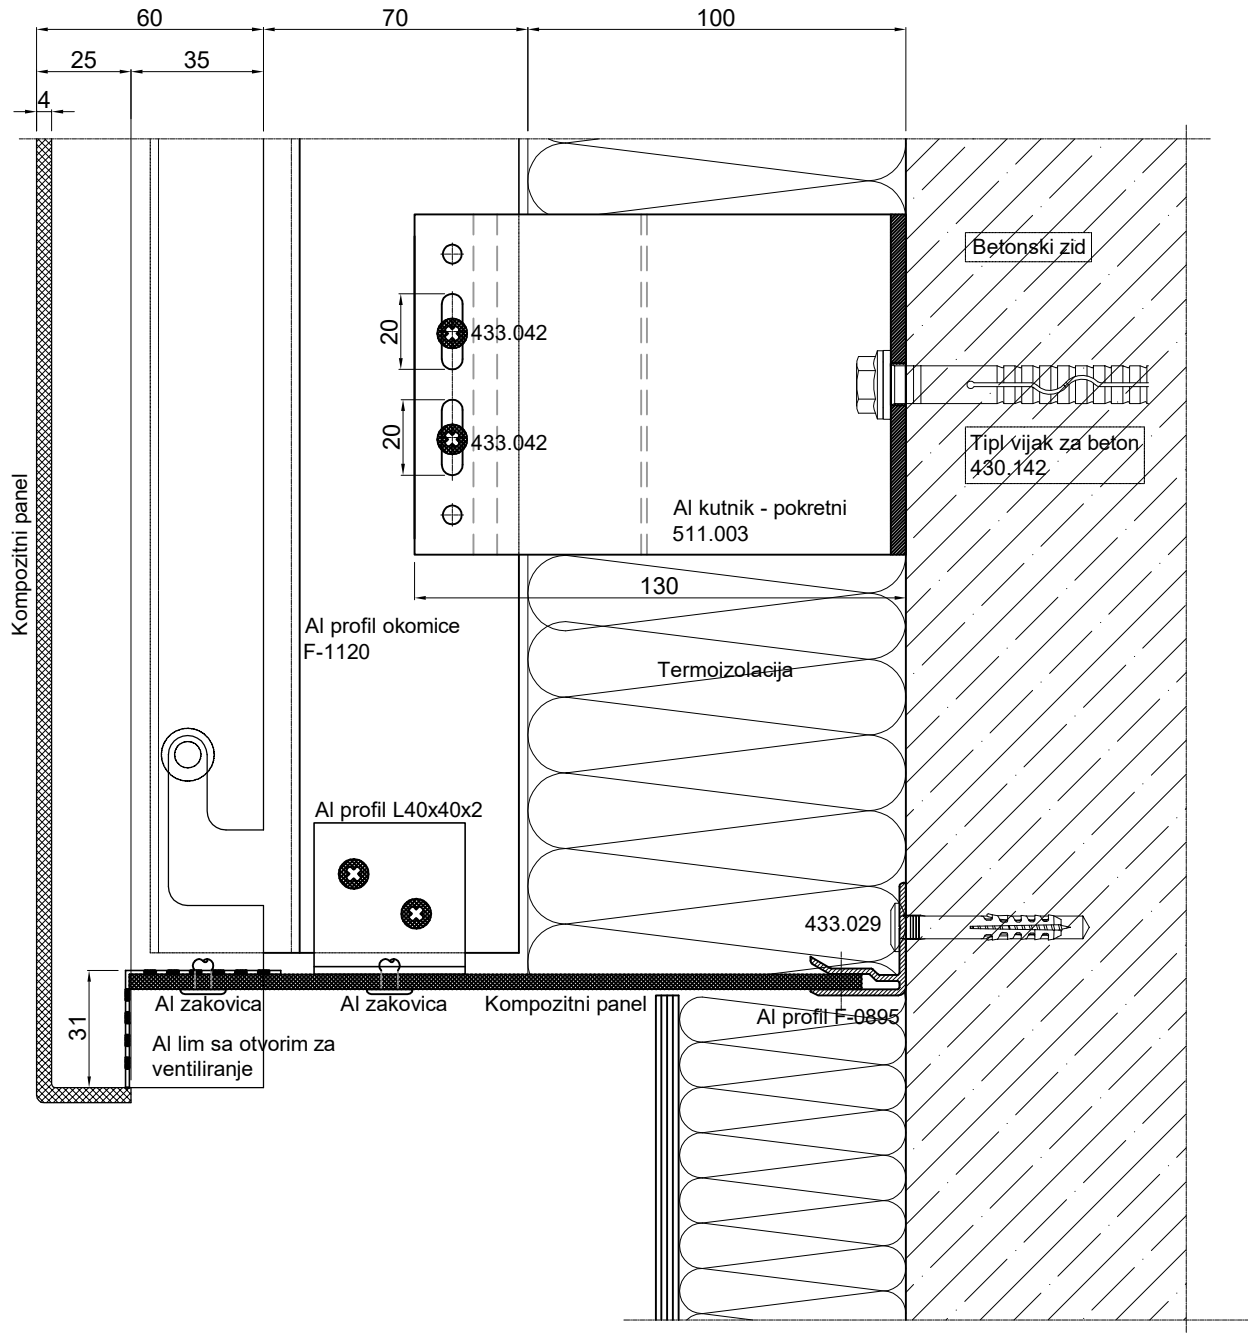 60
70
100
25
35
4
Betonski zid
20
433.042
20
433.042
Tipl vijak za beton
430.142
Kompozitni panel
Al kutnik - pokretni
511.003
130
Al profil okomice
F-1120
Termoizolacija
Al profil L40x40x2
433.029
Al zakovica
Al zakovica
Kompozitni panel
Al profil F-0895
31
Al lim sa otvorim za
ventiliranje